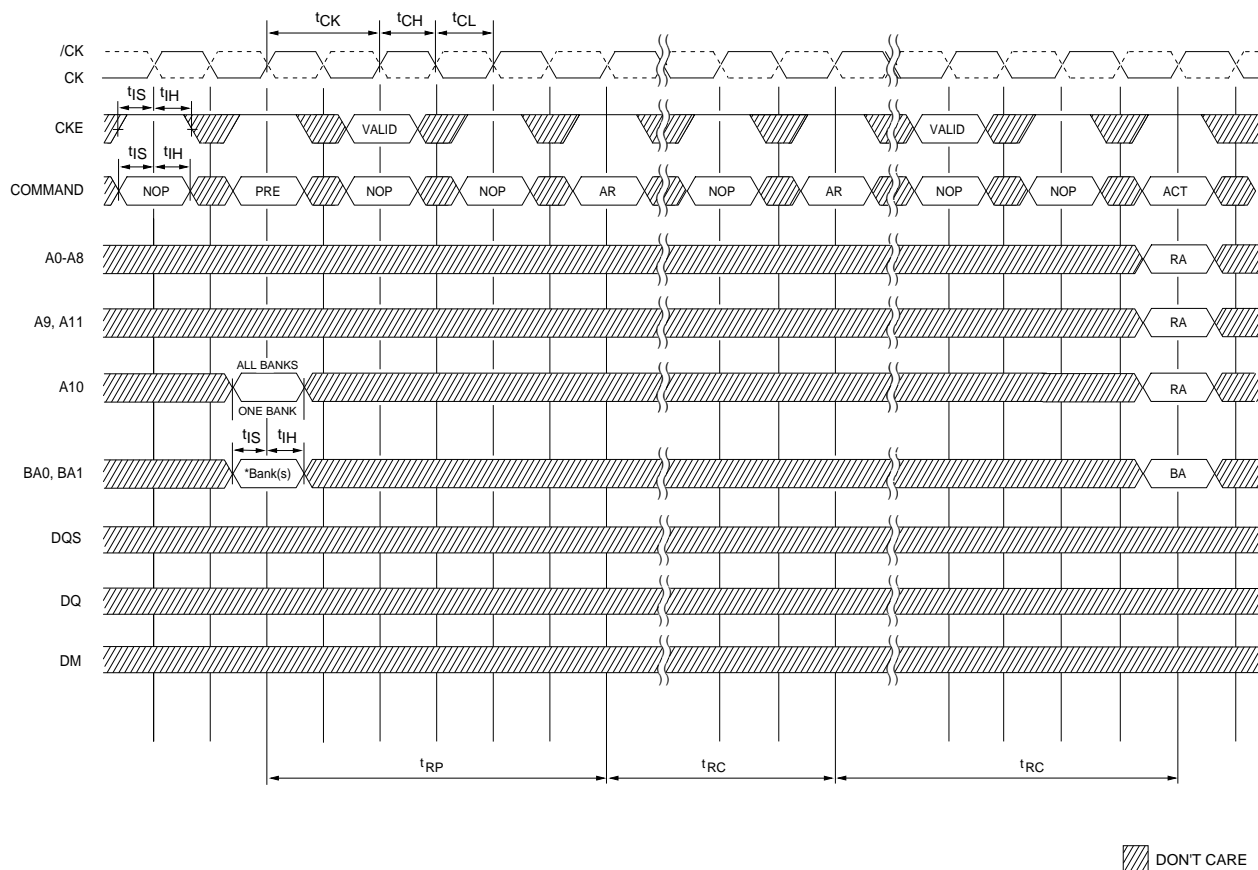 tCK tCH tCL
/CK
CK
tIS tIH
CKE VALID VALID
tIS tIH
COMMAND NOP PRE NOP NOP AR NOP AR NOP NOP ACT
A0-A8 RA
A9, A11 RA
ALL BANKS
A10 RA
ONE BANK
tIS tIH
BA0, BA1 *Bank(s) BA
DQS
DQ
DM
tRP tRC tRC
DON'T CARE